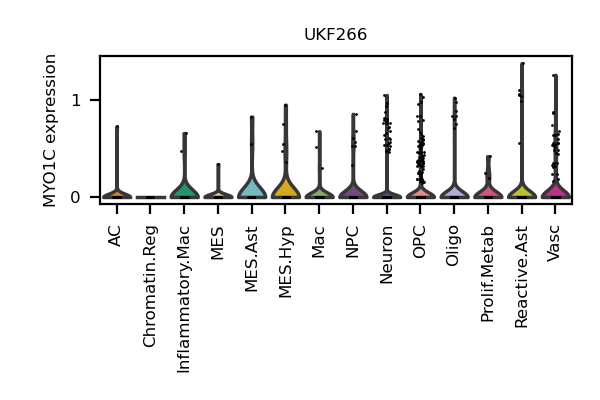 UKF266
MYO1C expression
1
0
AC
Chromatin.Reg
Inflammatory.Mac
MES
MES.Ast
MES.Hyp
Mac
NPC
Neuron
OPC
Oligo
Prolif.Metab
Reactive.Ast
Vasc